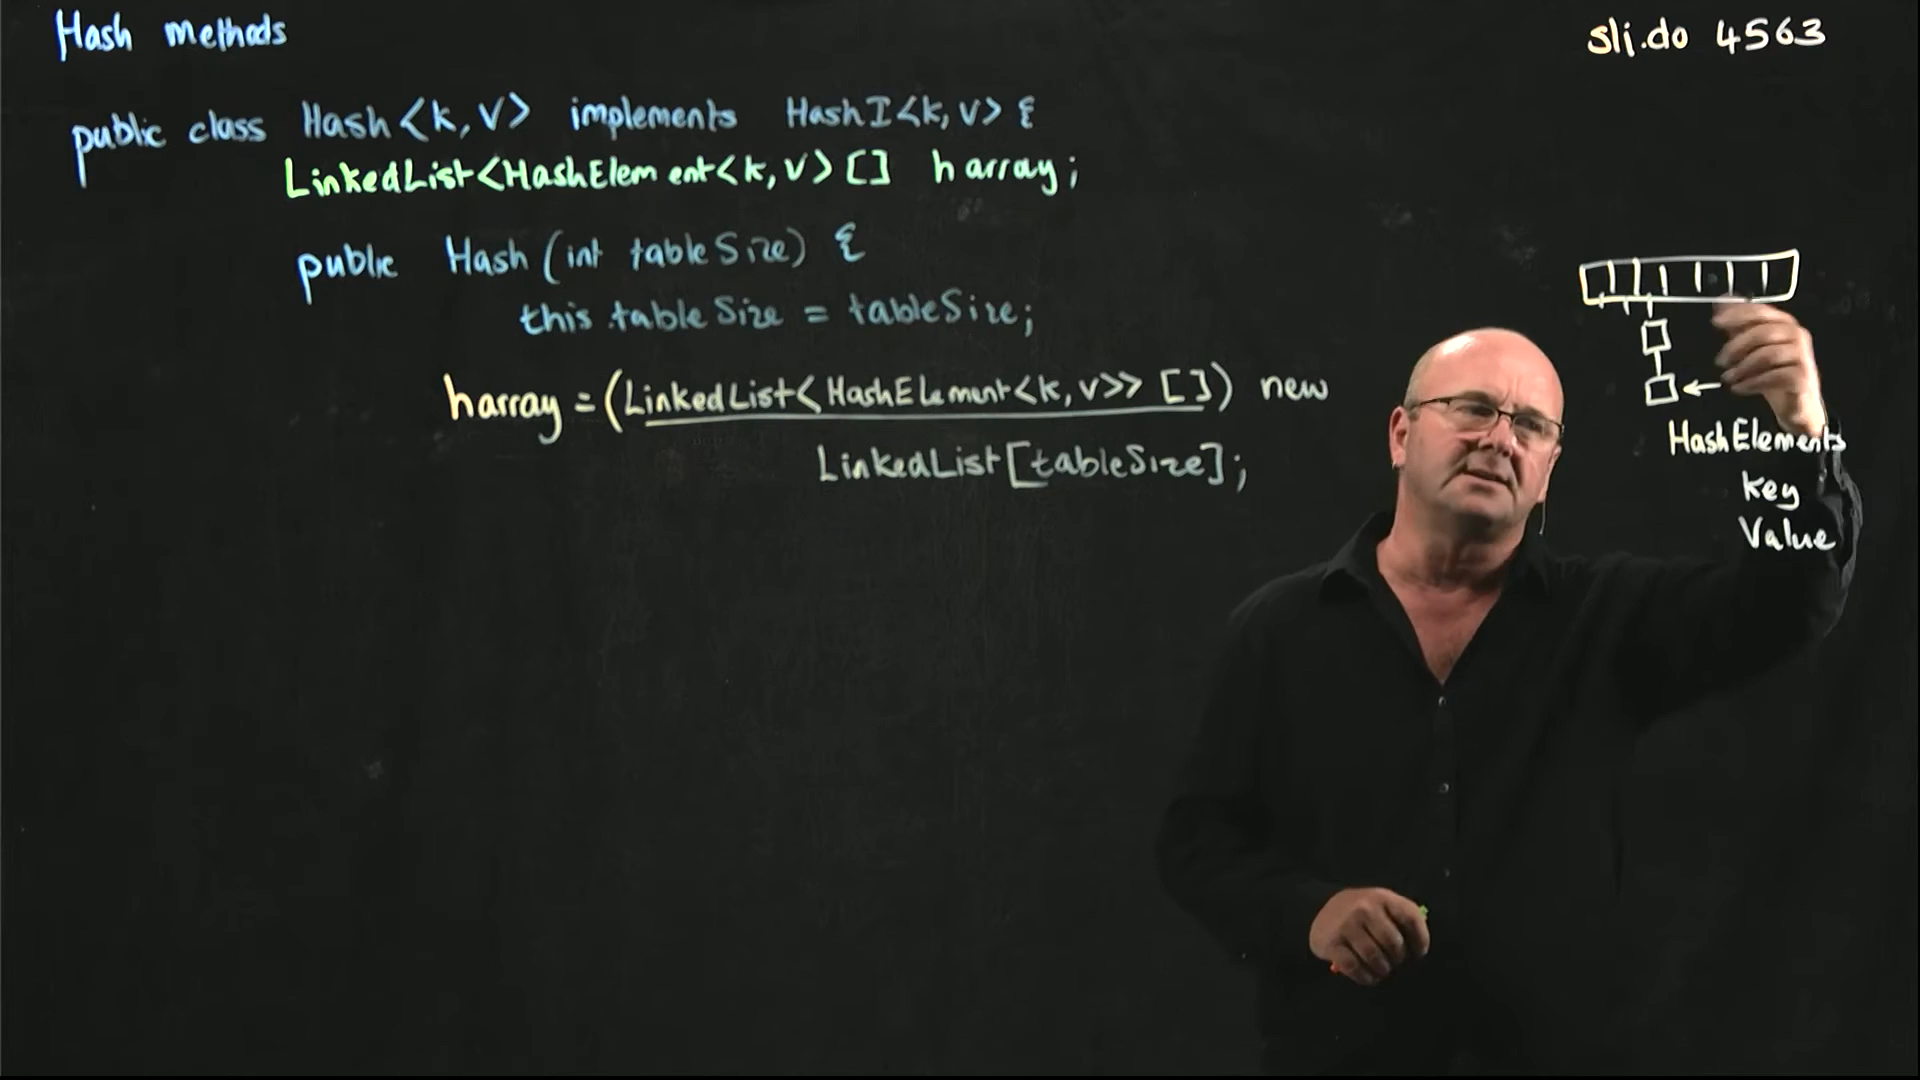 Hash methods
sli.do 4563
public class Hash<k,V> implements HashI<k,V> {
LinkedList<HashElement<k,V>[] harray;
public Hash(int tableSize) {
this.tableSize = tableSize;
harray = (LinkedList<HashElement<k,V>> []) new
LinkedList[tableSize];
HashElements
key
Value